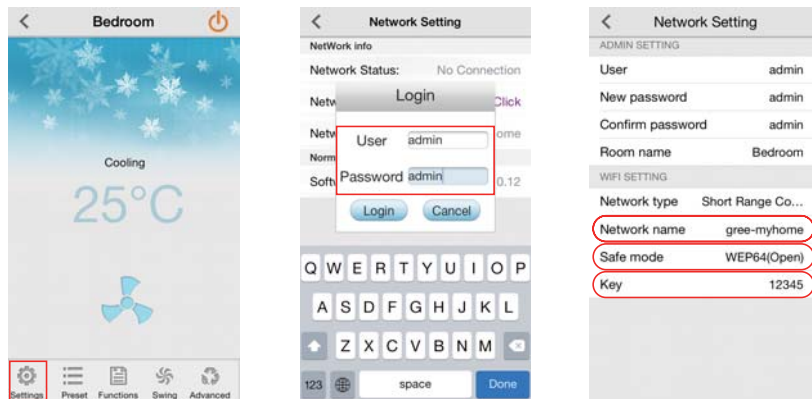 Bedroom
Cooling
25°C
Settings Preset Functions Swing Advanced
Network Setting
NetWork info
Network Status: No Connection
Click
Login
User admin
Password admin
0.12
Login Cancel
Q W E R T Y U I O P
A S D F G H J K L
Z X C V B N M
123 space Done
Network Setting
ADMIN SETTING
User admin
New password admin
Confirm password admin
Room name Bedroom
WIFI SETTING
Network type Short Range Co...
Network name gree-myhome
Safe mode WEP64(Open)
Key 12345